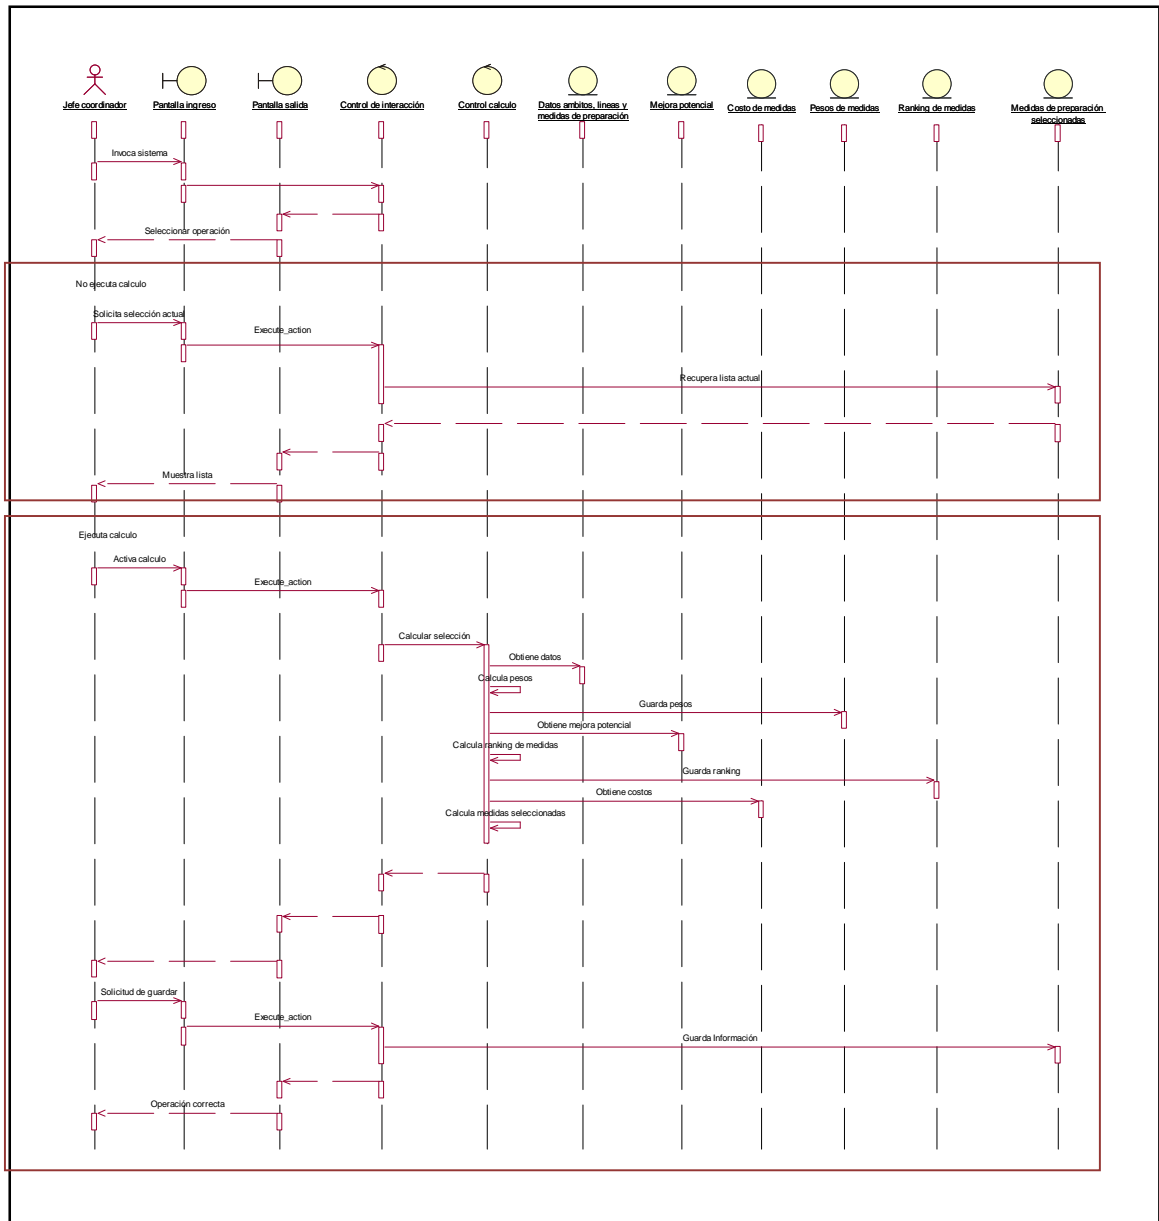 Jefe coordinador
Pantalla ingreso
Pantalla salida
Control de interacción
Control calculo
Datos ambitos, lineas y
medidas de preparación
Mejora potencial
Costo de medidas
Pesos de medidas
Ranking de medidas
Medidas de preparación
seleccionadas
Invoca sistema
Seleccionar operación
No ejecuta calculo
Solicita selección actual
Execute_action
Recupera lista actual
Muestra lista
Ejecuta calculo
Activa calculo
Execute_action
Calcular selección
Obtiene datos
Calcula pesos
Guarda pesos
Obtiene mejora potencial
Calcula ranking de medidas
Guarda ranking
Obtiene costos
Calcula medidas seleccionadas
Solicitud de guardar
Execute_action
Guarda Información
Operación correcta